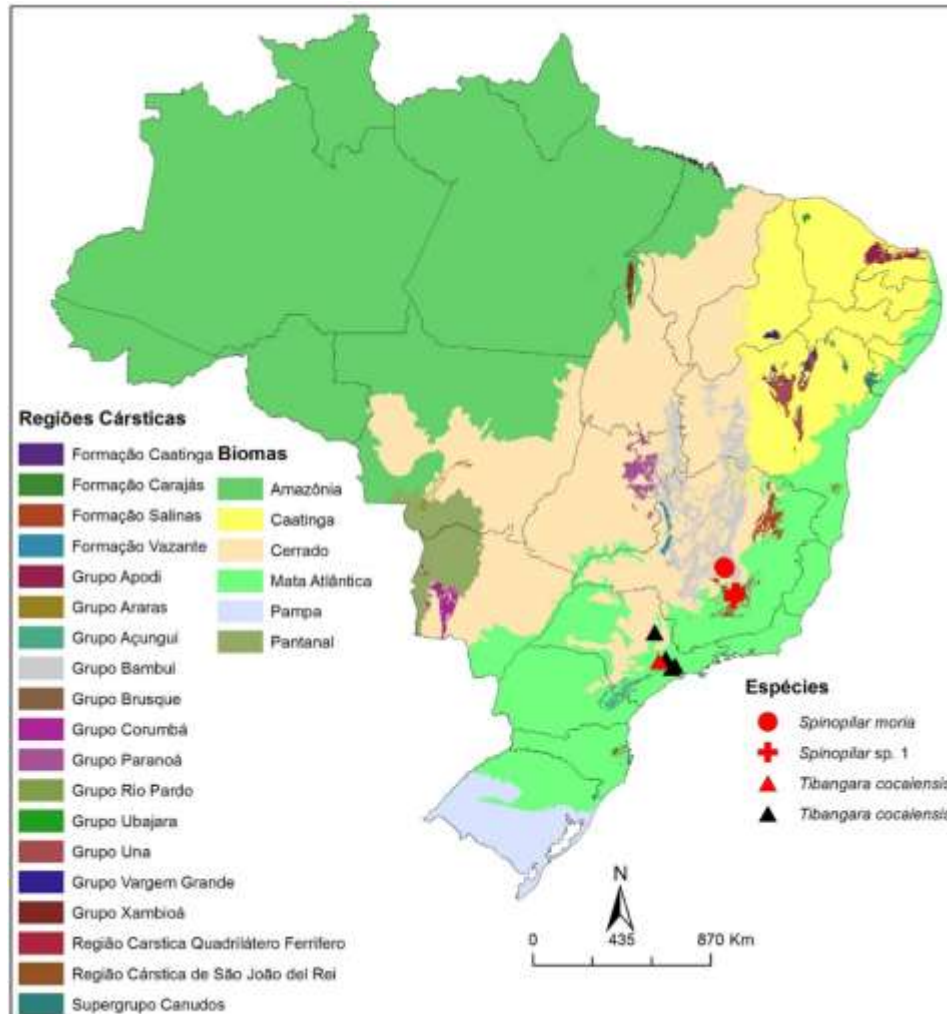 Regiões Cársticas
Formação Caatinga
Formação Carajás
Formação Salinas
Formação Vazante
Grupo Apodi
Grupo Araras
Grupo Açungui
Grupo Bambuí
Grupo Brusque
Grupo Corumbá
Grupo Paranoá
Grupo Rio Pardo
Grupo Ubajara
Grupo Una
Grupo Vargem Grande
Grupo Xambioá
Região Carstica Quadrilátero Ferrífero
Região Cárstica de São João del Rei
Supergrupo Canudos
Biomas
Amazônia
Caatinga
Cerrado
Mata Atlântica
Pampa
Pantanal
Espécies
Spinopilar moria
Spinopilar sp. 1
Tibangara cocaiensis
Tibangara cocaiensis
N
0 435 870 Km